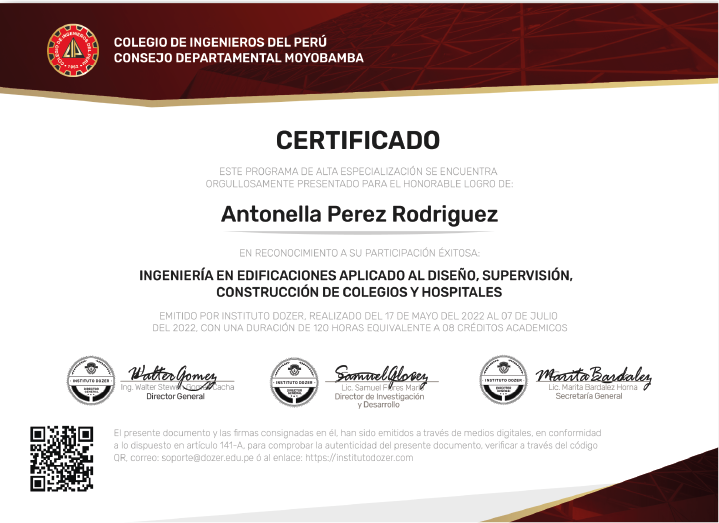 COLEGIO DE INGENIEROS DEL PERÚ
CONSEJO DEPARTAMENTAL MOYOBAMBA
CERTIFICADO
ESTE PROGRAMA DE ALTA ESPECIALIZACIÓN SE ENCUENTRA
ORGULLOSAMENTE PRESENTADO PARA EL HONORABLE LOGRO DE:
Antonella Perez Rodriguez
EN RECONOCIMIENTO A SU PARTICIPACIÓN ÉXITOSA:
INGENIERÍA EN EDIFICACIONES APLICADO AL DISEÑO, SUPERVISIÓN,
CONSTRUCCIÓN DE COLEGIOS Y HOSPITALES
EMITIDO POR INSTITUTO DOZER, REALIZADO DEL 17 DE MAYO DEL 2022 AL 07 DE JULIO
DEL 2022, CON UNA DURACIÓN DE 120 HORAS EQUIVALENTE A 08 CRÉDITOS ACADEMICOS
INSTITUTO DOZER
DIRECTOR GENERAL
Walter Gomez
Ing. Walter Gomez Cacha
Director General
INSTITUTO DOZER
Lic. Samuel Flores
Director de Investigación
y Desarrollo
INSTITUTO DOZER
Marita Bardalez
Lic. Marita Bardalez Horna
Secretaría General
El presente documento y las firmas consignadas en él, han sido emitidos a través de medios digitales, en conformidad
a lo dispuesto en artículo 141-A, para comprobar la autenticidad del presente documento, verificar a través del código
QR, correo: soporte@dozer.edu.pe ó al enlace: https://institutodozer.com